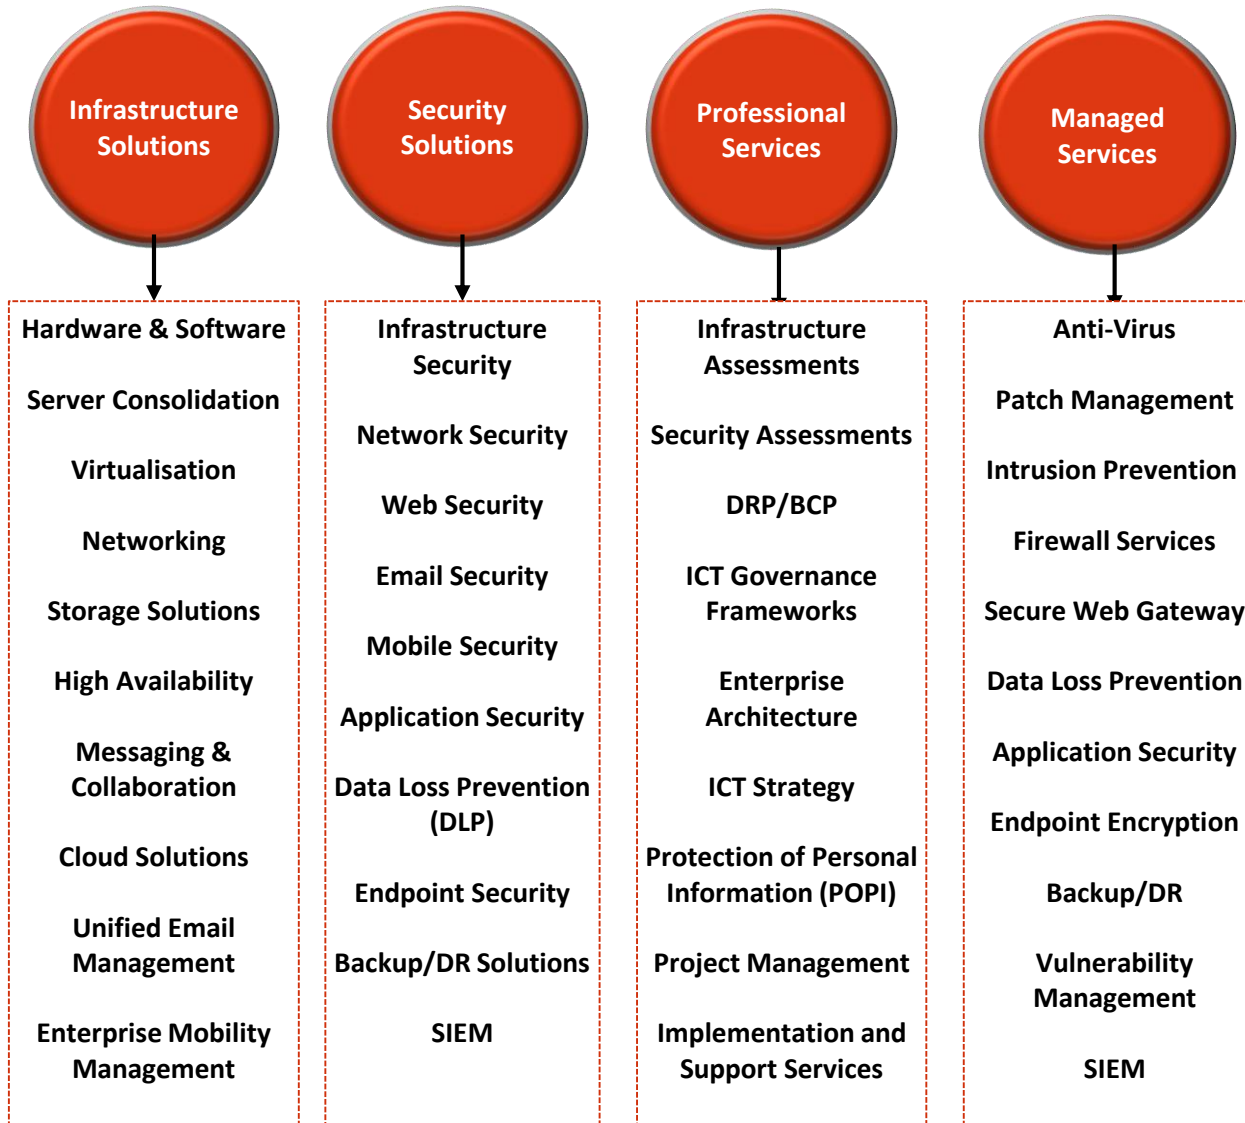 Infrastructure
Solutions
Security
Solutions
Professional
Services
Managed
Services
Hardware & Software
Server Consolidation
Virtualisation
Networking
Storage Solutions
High Availability
Messaging &
Collaboration
Cloud Solutions
Unified Email
Management
Enterprise Mobility
Management
Infrastructure
Security
Network Security
Web Security
Email Security
Mobile Security
Application Security
Data Loss Prevention
(DLP)
Endpoint Security
Backup/DR Solutions
SIEM
Infrastructure
Assessments
Security Assessments
DRP/BCP
ICT Governance
Frameworks
Enterprise
Architecture
ICT Strategy
Protection of Personal
Information (POPI)
Project Management
Implementation and
Support Services
Anti-Virus
Patch Management
Intrusion Prevention
Firewall Services
Secure Web Gateway
Data Loss Prevention
Application Security
Endpoint Encryption
Backup/DR
Vulnerability
Management
SIEM